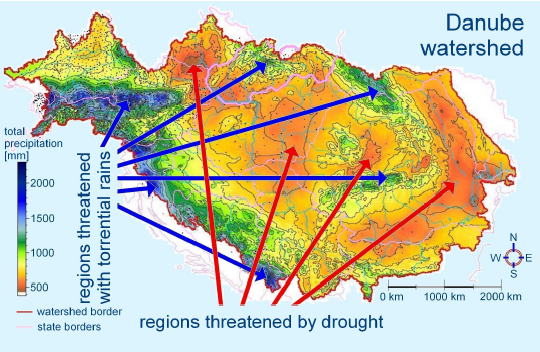 Danube
watershed
total
precipitation
[mm]
2000
1500
1000
500
regions threatened
with torrential rains
watershed border
state borders
regions threatened by drought
N
W E
S
0 km 1000 km 2000 km